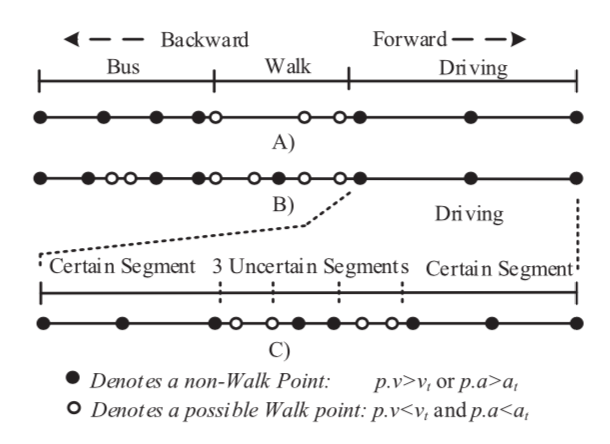 Backward Forward
Bus Walk Driving
A)
B)
Driving
Certain Segment 3 Uncertain Segments Certain Segment
C)
Denotes a non-Walk Point: p.v>vₜ or p.a>aₜ
Denotes a possible Walk point: p.v<vₜ and p.a<aₜ